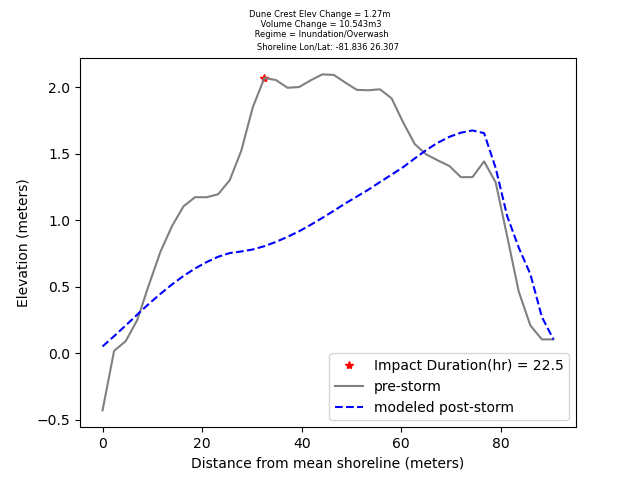 Dune Crest Elev Change = 1.27m
Volume Change = 10.543m3
Regime = Inundation/Overwash
Shoreline Lon/Lat: -81.836 26.307
2.0
1.5
1.0
0.5
0.0
−0.5
Elevation (meters)
Impact Duration(hr) = 22.5
pre-storm
modeled post-storm
0 20 40 60 80
Distance from mean shoreline (meters)